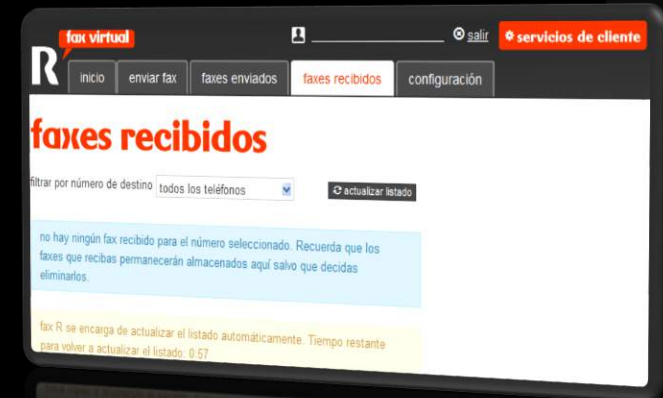 R fax virtual
salir
servicios de cliente
inicio
enviar fax
faxes enviados
faxes recibidos
configuración
faxes recibidos
filtrar por número de destino todos los teléfonos
actualizar listado
no hay ningún fax recibido para el número seleccionado. Recuerda que los
faxes que recibas permanecerán almacenados aquí salvo que decidas
eliminarlos.
fax R se encarga de actualizar el listado automáticamente. Tiempo restante
para volver a actualizar el listado: 0:57